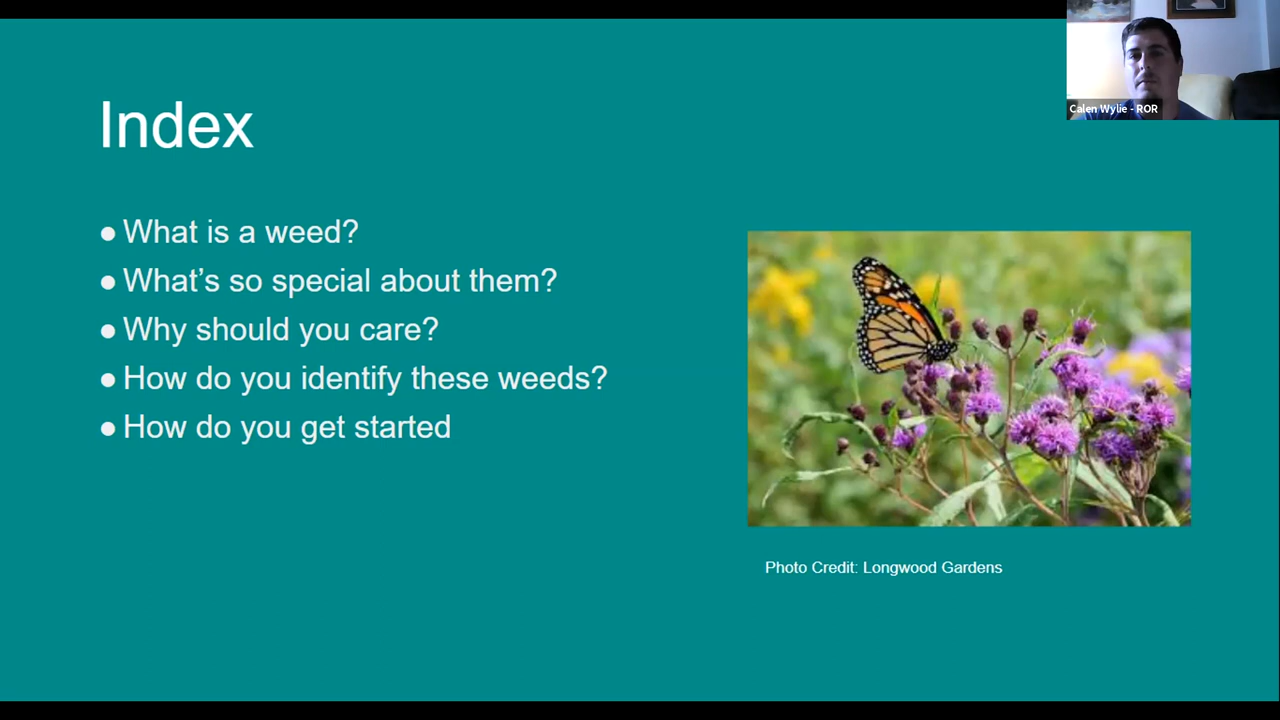 Index
● What is a weed?
● What’s so special about them?
● Why should you care?
● How do you identify these weeds?
● How do you get started
Photo Credit: Longwood Gardens
Calen Wylie - ROR